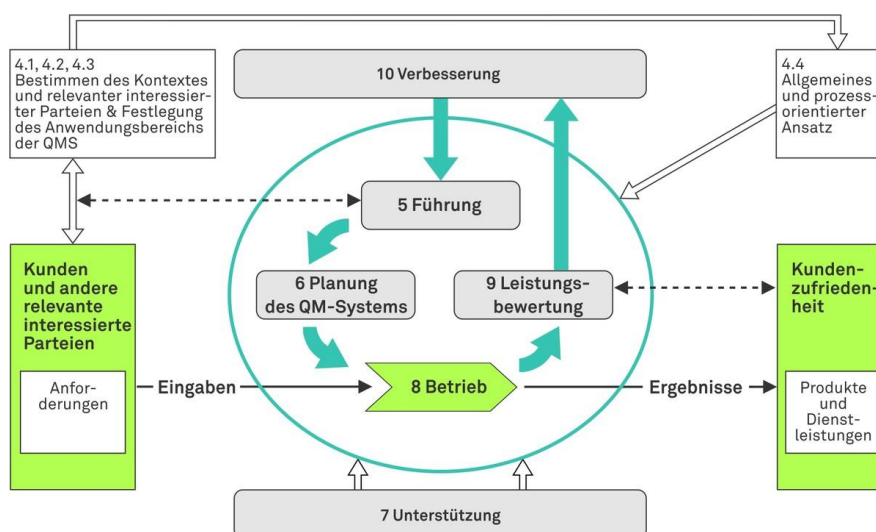 4.1, 4.2, 4.3
Bestimmen des Kontextes
und relevanter interessier-
ter Parteien & Festlegung
des Anwendungsbereichs
der QMS
10 Verbesserung
4.4
Allgemeines
und prozess-
orientierter
Ansatz
5 Führung
Kunden
und andere
relevante
interessierte
Parteien
6 Planung
des QM-Systems
9 Leistungs-
bewertung
Kunden-
zufrieden-
heit
Anfor-
derungen
Eingaben
8 Betrieb
Ergebnisse
Produkte
und
Dienst-
leistungen
7 Unterstützung